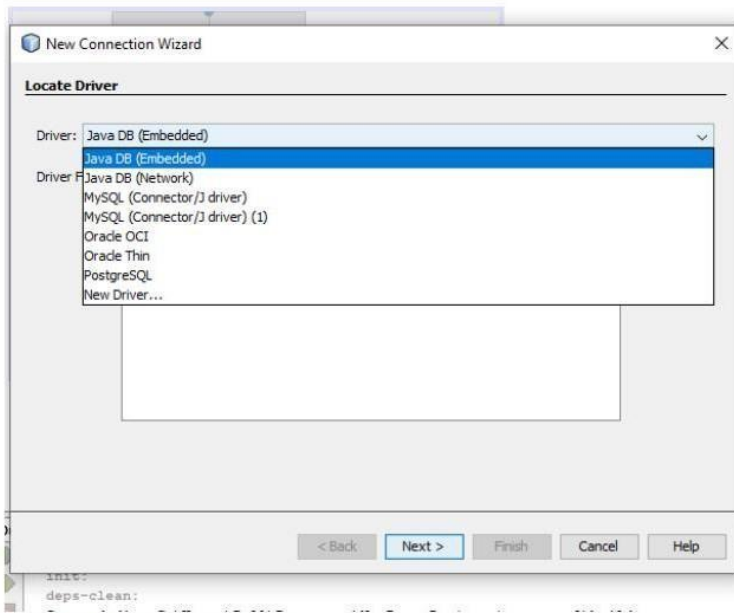 New Connection Wizard
Locate Driver
Driver: Java DB (Embedded)
Java DB (Embedded)
Driver F
Java DB (Network)
MySQL (Connector/J driver)
MySQL (Connector/J driver) (1)
Oracle OCI
Oracle Thin
PostgreSQL
New Driver...
< Back
Next >
Finish
Cancel
Help
init:
deps-clean: